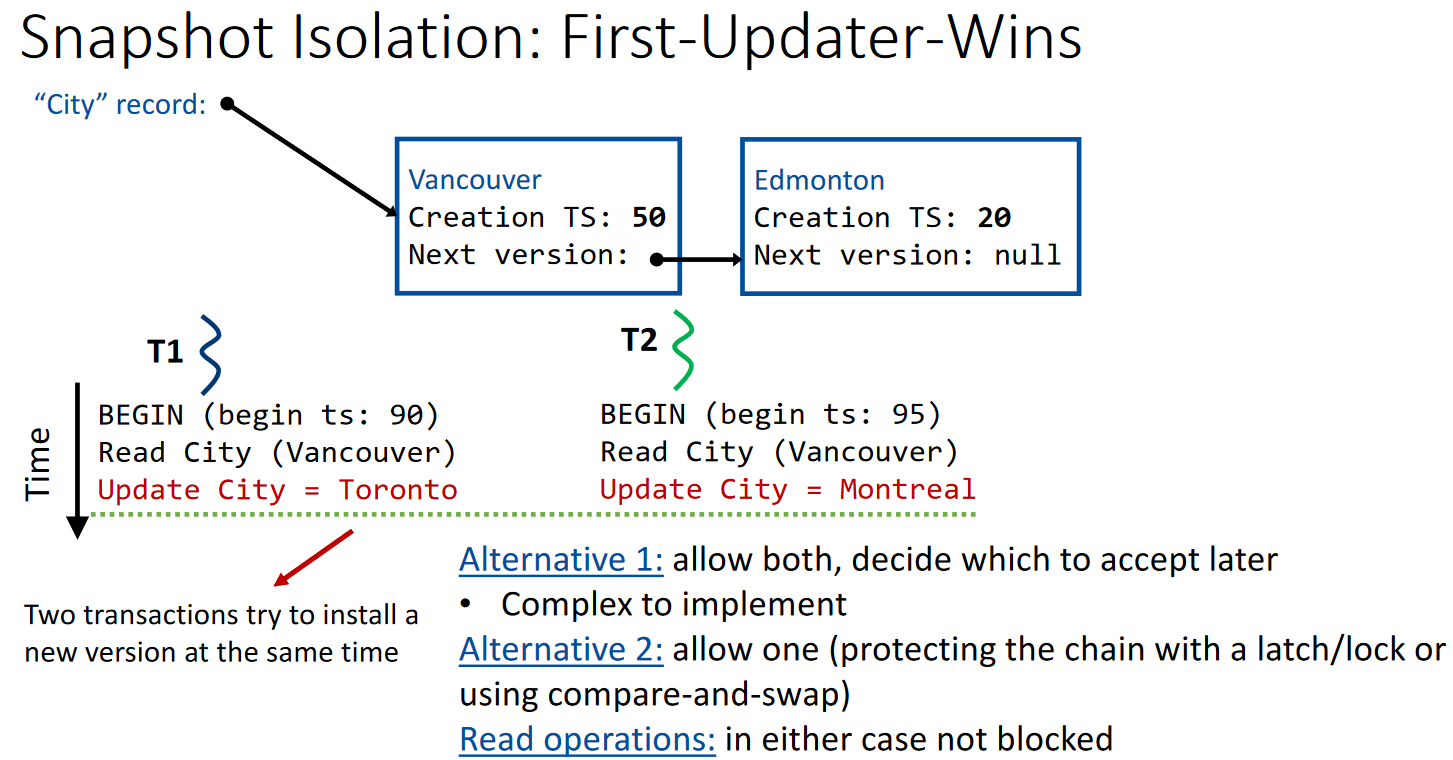 Snapshot Isolation: First-Updater-Wins
“City” record:
Vancouver
Creation TS: 50
Next version:
Edmonton
Creation TS: 20
Next version: null
T1
T2
Time
BEGIN (begin ts: 90)
Read City (Vancouver)
Update City = Toronto
BEGIN (begin ts: 95)
Read City (Vancouver)
Update City = Montreal
Two transactions try to install a
new version at the same time
Alternative 1: allow both, decide which to accept later
• Complex to implement
Alternative 2: allow one (protecting the chain with a latch/lock or
using compare-and-swap)
Read operations: in either case not blocked